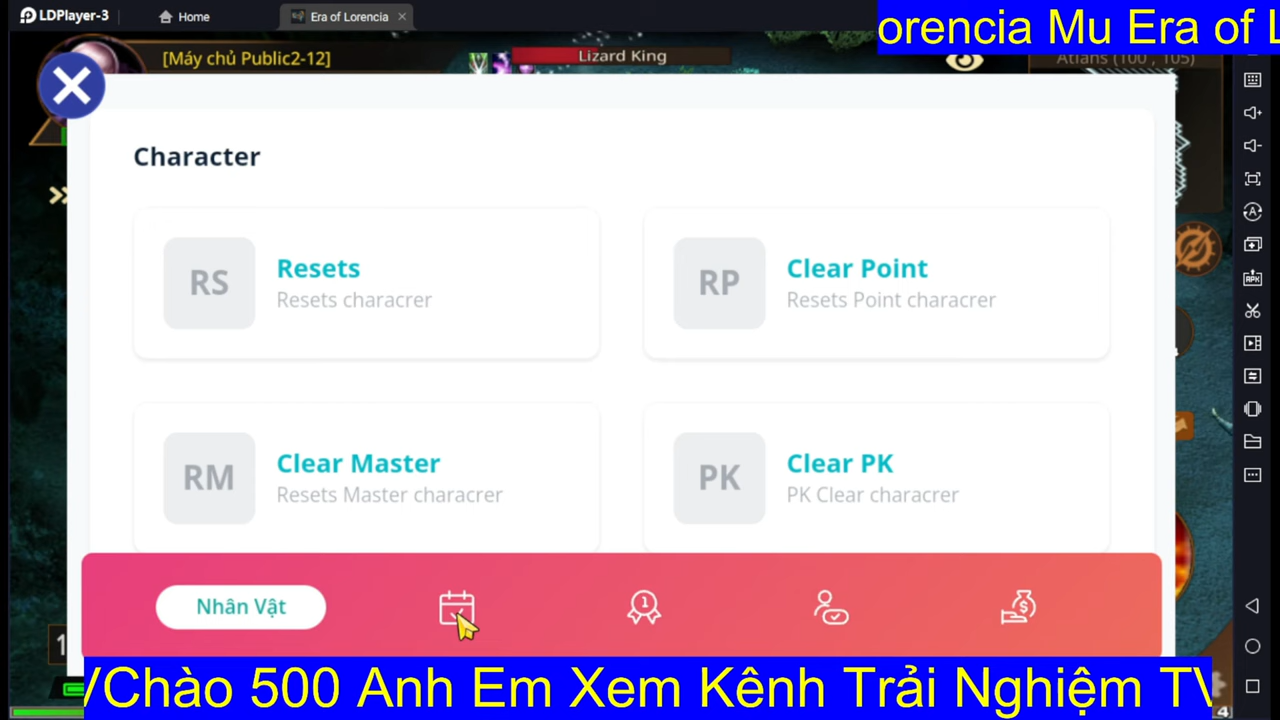 LDPlayer-3
Home
Era of Lorencia
orencia Mu Era of L
[Máy chủ Public2-12]
Lizard King
Atlans (100 , 105)
Character
RS
Resets
Resets characrer
RP
Clear Point
Resets Point characrer
RM
Clear Master
Resets Master characrer
PK
Clear PK
PK Clear characrer
Nhân Vật
1
/Chào 500 Anh Em Xem Kênh Trải Nghiệm TV
4